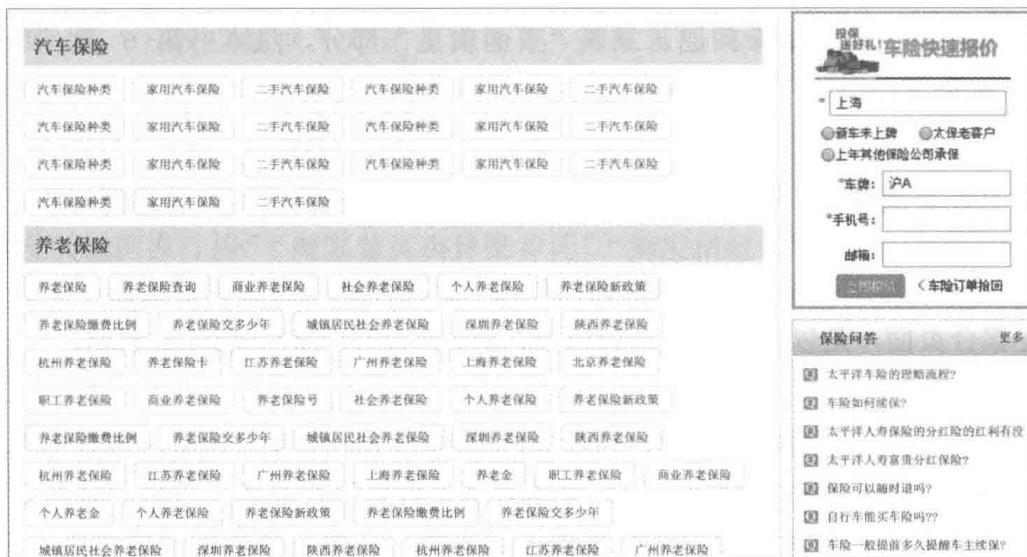 汽车保险
汽车保险种类 家用汽车保险 二手汽车保险 汽车保险种类 家用汽车保险 二手汽车保险
汽车保险种类 家用汽车保险 二手汽车保险 汽车保险种类 家用汽车保险 二手汽车保险
汽车保险种类 家用汽车保险 二手汽车保险 汽车保险种类 家用汽车保险 二手汽车保险
汽车保险种类 家用汽车保险 二手汽车保险
养老保险
养老保险 养老保险查询 商业养老保险 社会养老保险 个人养老保险 养老保险新政策
养老保险缴费比例 养老保险交多少年 城镇居民社会养老保险 深圳养老保险 陕西养老保险
杭州养老保险 养老保险卡 江苏养老保险 广州养老保险 上海养老保险 北京养老保险
职工养老保险 商业养老保险 养老保险号 社会养老保险 个人养老保险 养老保险新政策
养老保险缴费比例 养老保险交多少年 城镇居民社会养老保险 深圳养老保险 陕西养老保险
杭州养老保险 江苏养老保险 广州养老保险 上海养老保险 养老金 职工养老保险 商业养老保险
个人养老金 个人养老保险 养老保险新政策 养老保险缴费比例 养老保险交多少年
城镇居民社会养老保险 深圳养老保险 陕西养老保险 杭州养老保险 江苏养老保险 广州养老保险
投保
送好礼!
车险快速报价
* 上海
新车未上牌 太保老客户
上年其他保险公司承保
*车牌: 沪A
*手机号:
邮箱:
<车险订单拾回
保险问答 更多
Q 太平洋车险的理赔流程?
Q 车险如何续保?
Q 太平洋人寿保险的分红险的红利有没
Q 太平洋人寿富贵分红保险?
Q 保险可以随时退吗?
Q 自行车能买车险吗??
Q 车险一般提前多久提醒车主续保?